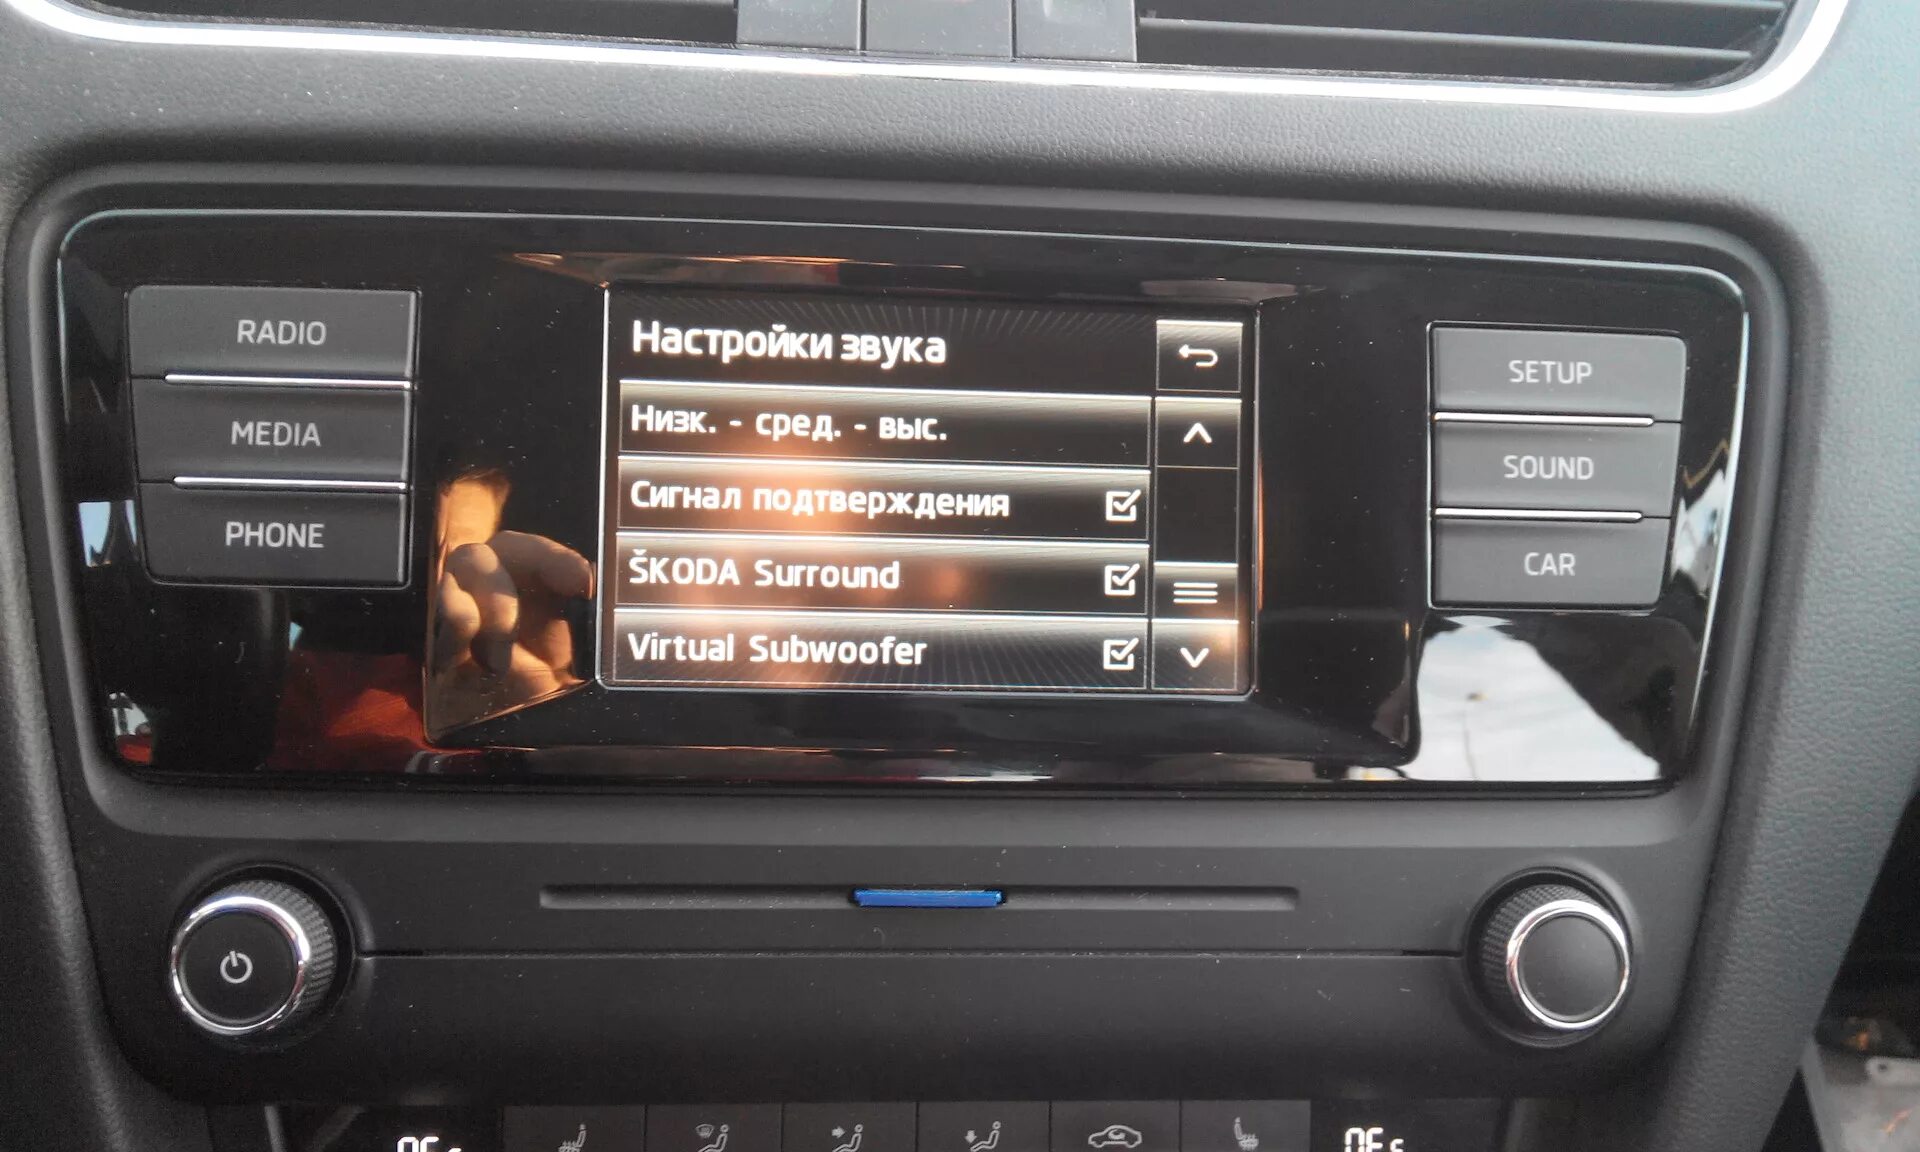 RADIO
MEDIA
PHONE
Настройки звука
Низк. - сред. - выс.
Сигнал подтверждения
ŠKODA Surround
Virtual Subwoofer
SETUP
SOUND
CAR